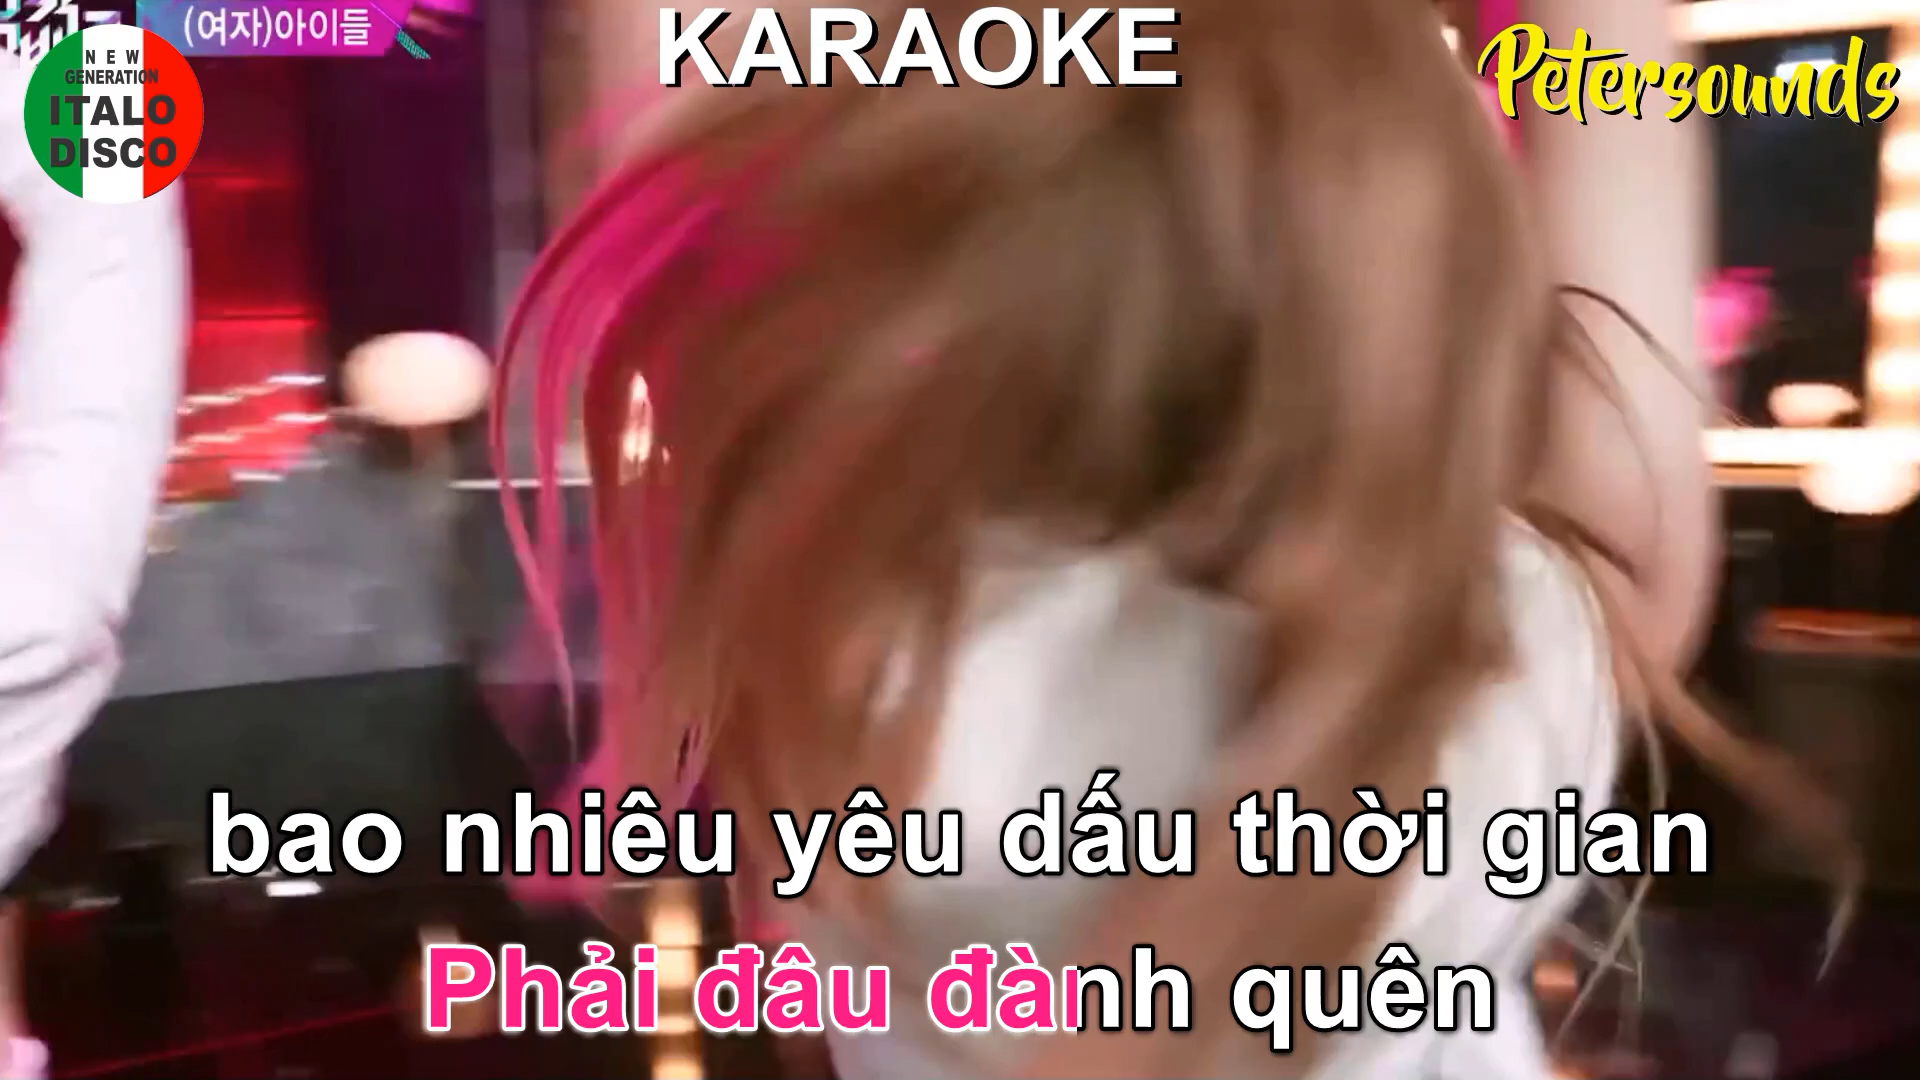 (여자)아이들
KARAOKE
Petersounds
NEW
GENERATION
ITALO
DISCO
bao nhiêu yêu dấu thời gian
Phải đâu đành quên